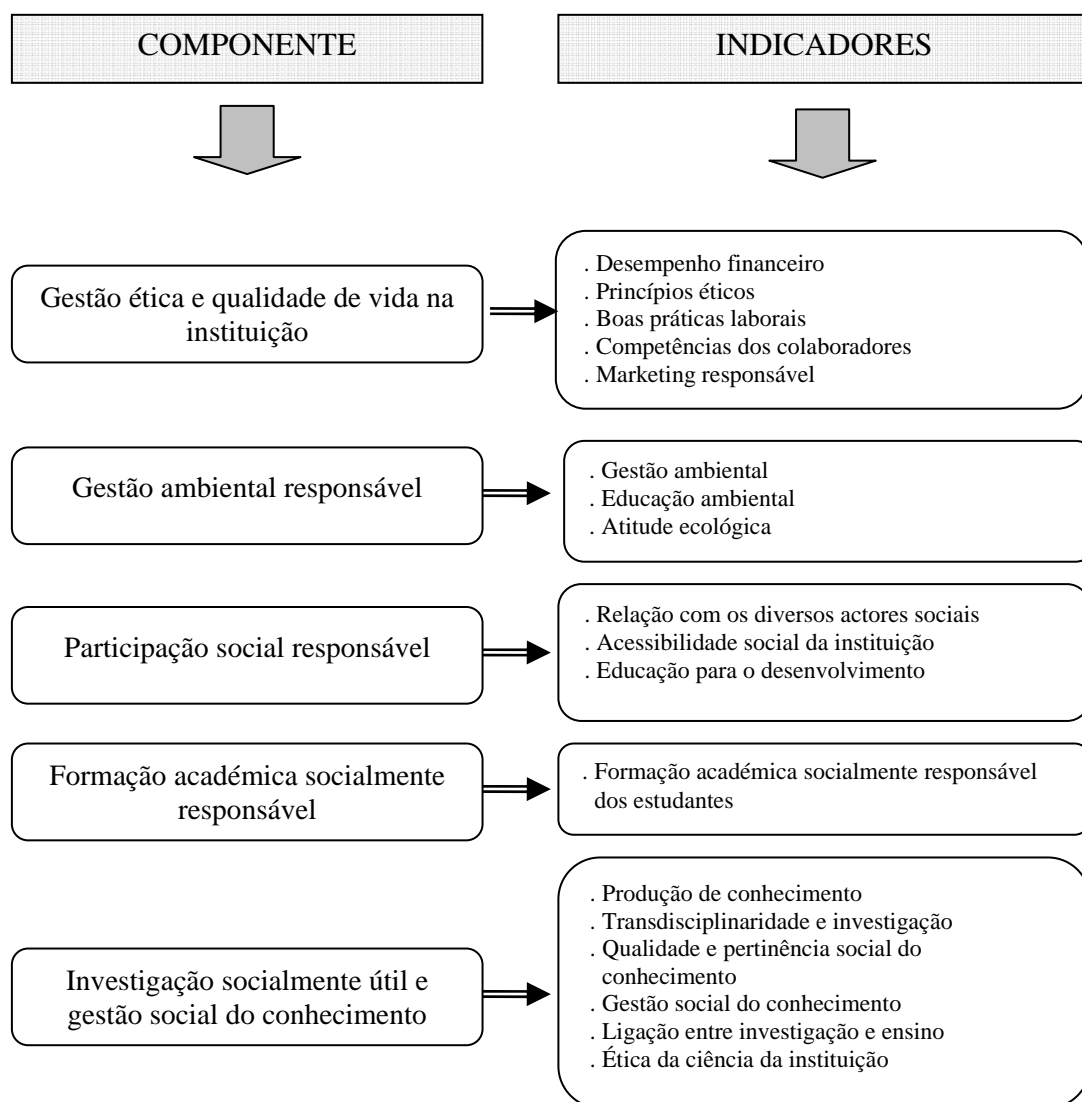 COMPONENTE
INDICADORES
Gestão ética e qualidade de vida na
instituição
. Desempenho financeiro
. Princípios éticos
. Boas práticas laborais
. Competências dos colaboradores
. Marketing responsável
Gestão ambiental responsável
. Gestão ambiental
. Educação ambiental
. Atitude ecológica
Participação social responsável
. Relação com os diversos actores sociais
. Acessibilidade social da instituição
. Educação para o desenvolvimento
Formação académica socialmente
responsável
. Formação académica socialmente responsável
dos estudantes
Investigação socialmente útil e
gestão social do conhecimento
. Produção de conhecimento
. Transdisciplinaridade e investigação
. Qualidade e pertinência social do
conhecimento
. Gestão social do conhecimento
. Ligação entre investigação e ensino
. Ética da ciência da instituição